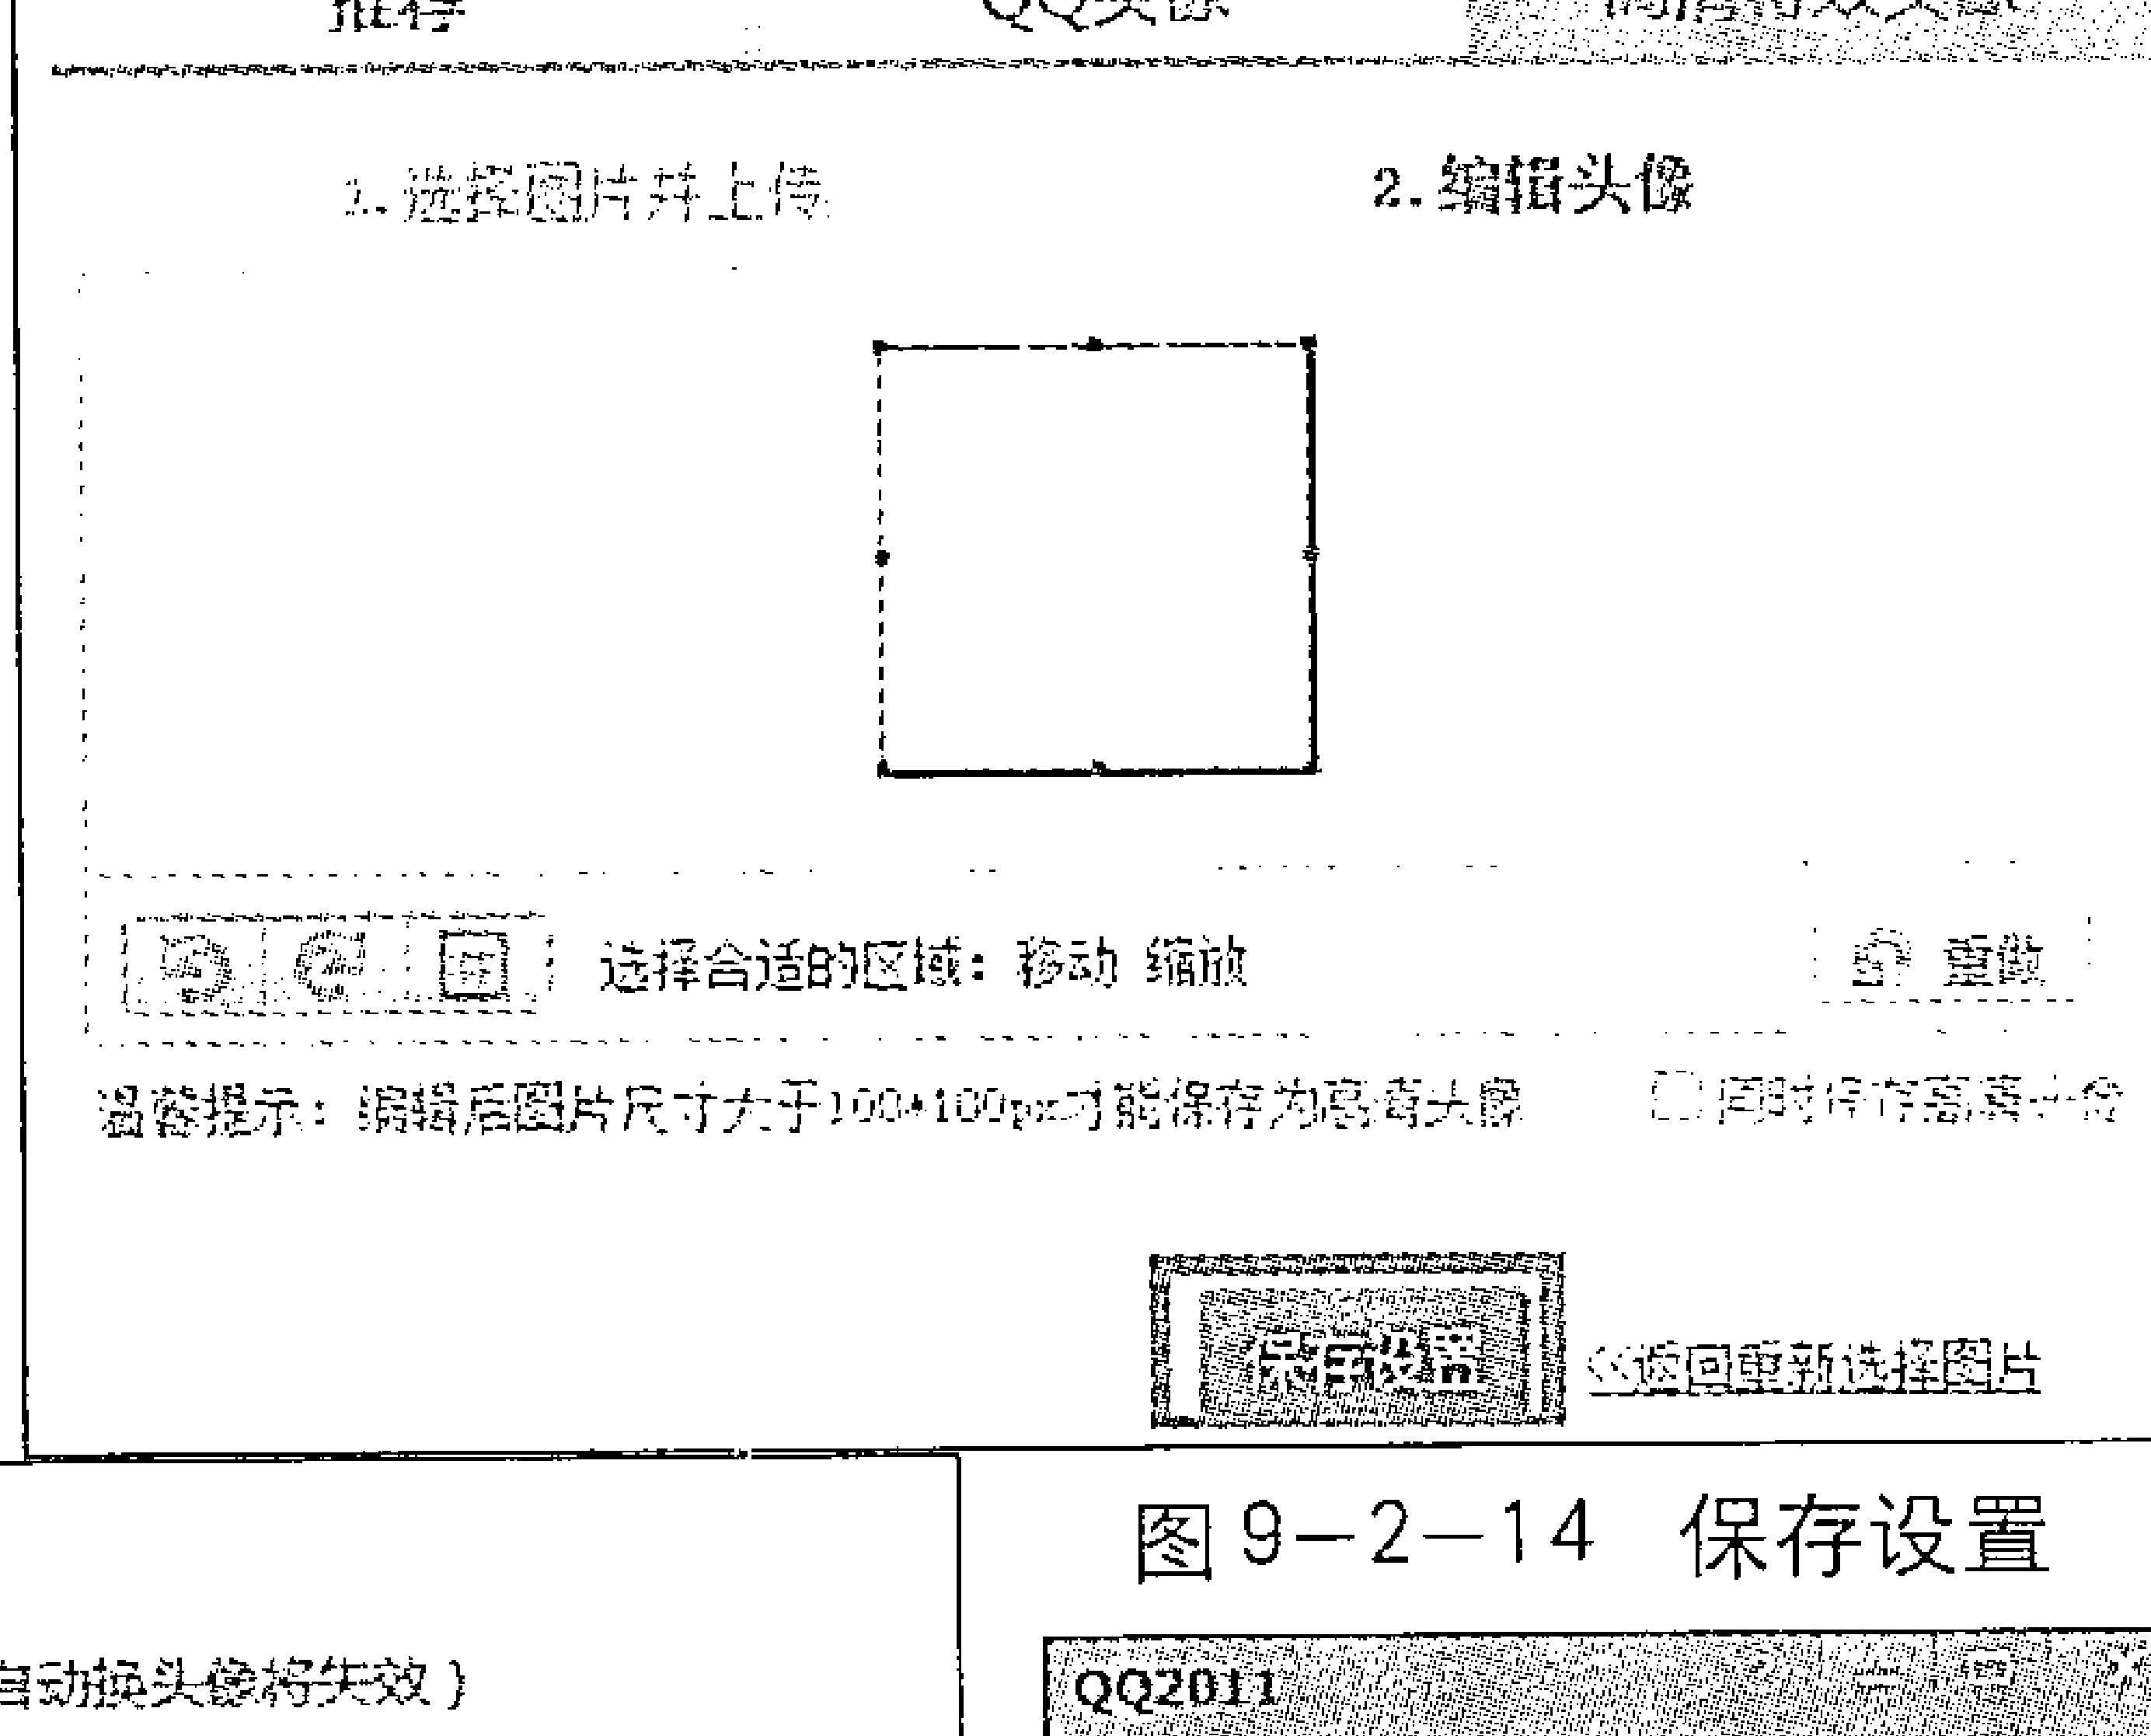 推荐 QQ头像
1.选择图片并上传 2.编辑头像
选择合适的区域：移动 缩放 重做
温馨提示：编辑后图片尺寸大于100*100px才能保存为高清头像 同时保存高清头像
保存设置 <<返回重新选择图片
图9-2-14 保存设置
自动换头像将失效）
QQ2011